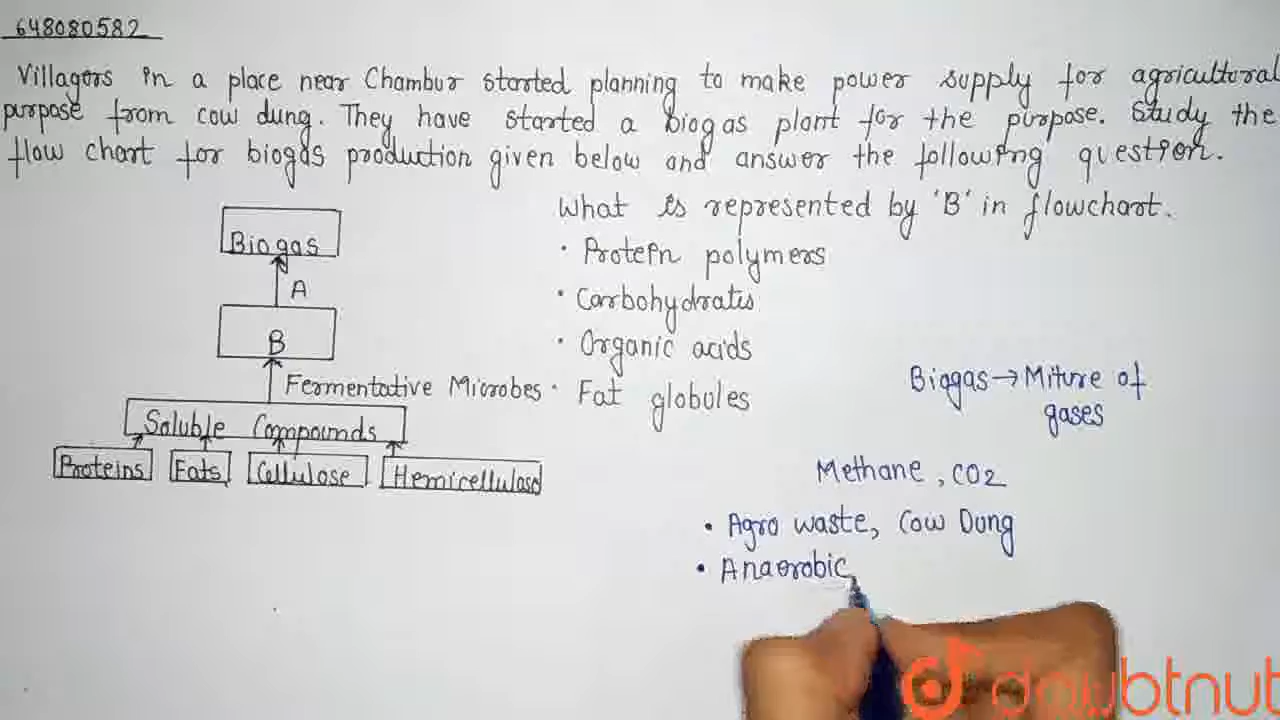 648080582
Villagers in a place near Chambur started planning to make power supply for agricultural
purpose from cow dung. They have started a biogas plant for the purpose. Study the
flow chart for biogas production given below and answer the following question.
What is represented by 'B' in flowchart.
• Protein polymers
• Carbohydrates
• Organic acids
• Fat globules
Biogas
A
B
Fermentative Microbes
Soluble Compounds
Proteins
Fats
Cellulose
Hemicellulose
Biogas → Miture of
gases
Methane, CO2
• Agro waste, Cow Dung
• Anaerobic
doubtnut